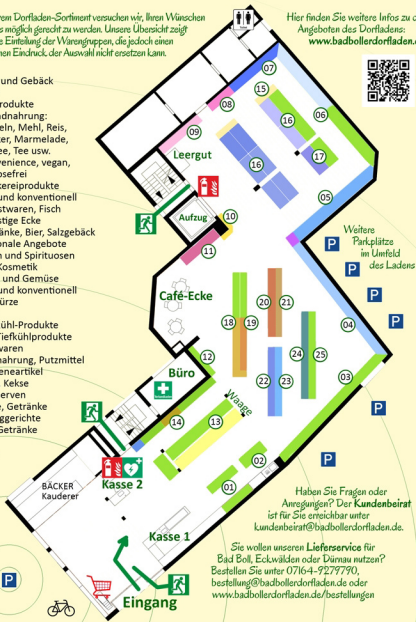 rem Dorfladen-Sortiment versuchen wir, Ihren Wünschen
s möglich gerecht zu werden. Unsere Übersicht zeigt
e Einteilung der Warengruppen, die jedoch einen
nen Eindruck, der Auswahl nicht ersetzen kann.
Hier finden Sie weitere Infos zu d
Angeboten des Dorfladens:
www.badbollerdorfladen.d
und Gebäck
rodukte
dnahrung:
eln, Mehl, Reis,
ker, Marmelade,
ee, Tee usw.
venience, vegan,
osefrei
kereiprodukte
und konventionell
stwaren, Fisch
stige Ecke
änke, Bier, Salzgebäck
onale Angebote
n und Spirituosen
Kosmetik
und Gemüse
und konventionell
ürze
ühl-Produkte
Tiefkühlprodukte
waren
nahrung, Putzmittel
eneartikel
, Kekse
erven
e, Getränke
ggerichte
Getränke
07
15
08
06
16
09
Leergut
17
16
05
Aufzug
10
11
Weitere
Parkplätze
im Umfeld
des Ladens
P
P
P
P
P
Café-Ecke
20
21
18
19
04
24
25
12
03
Büro
22
23
Waage
P
14
13
P
02
Kasse 2
01
BÄCKER
Kauderer
Kasse 1
P
Eingang
Haben Sie Fragen oder
Anregungen? Der Kundenbeirat
ist für Sie erreichbar unter
kundenbeirat@badbollerdorfladen.de.
Sie wollen unseren Lieferservice für
Bad Boll, Eckwälden oder Dürnau nutzen?
Bestellen Sie unter 07164-9279790,
bestellung@badbollerdorfladen.de oder
www.badbollerdorfladen.de/bestellungen